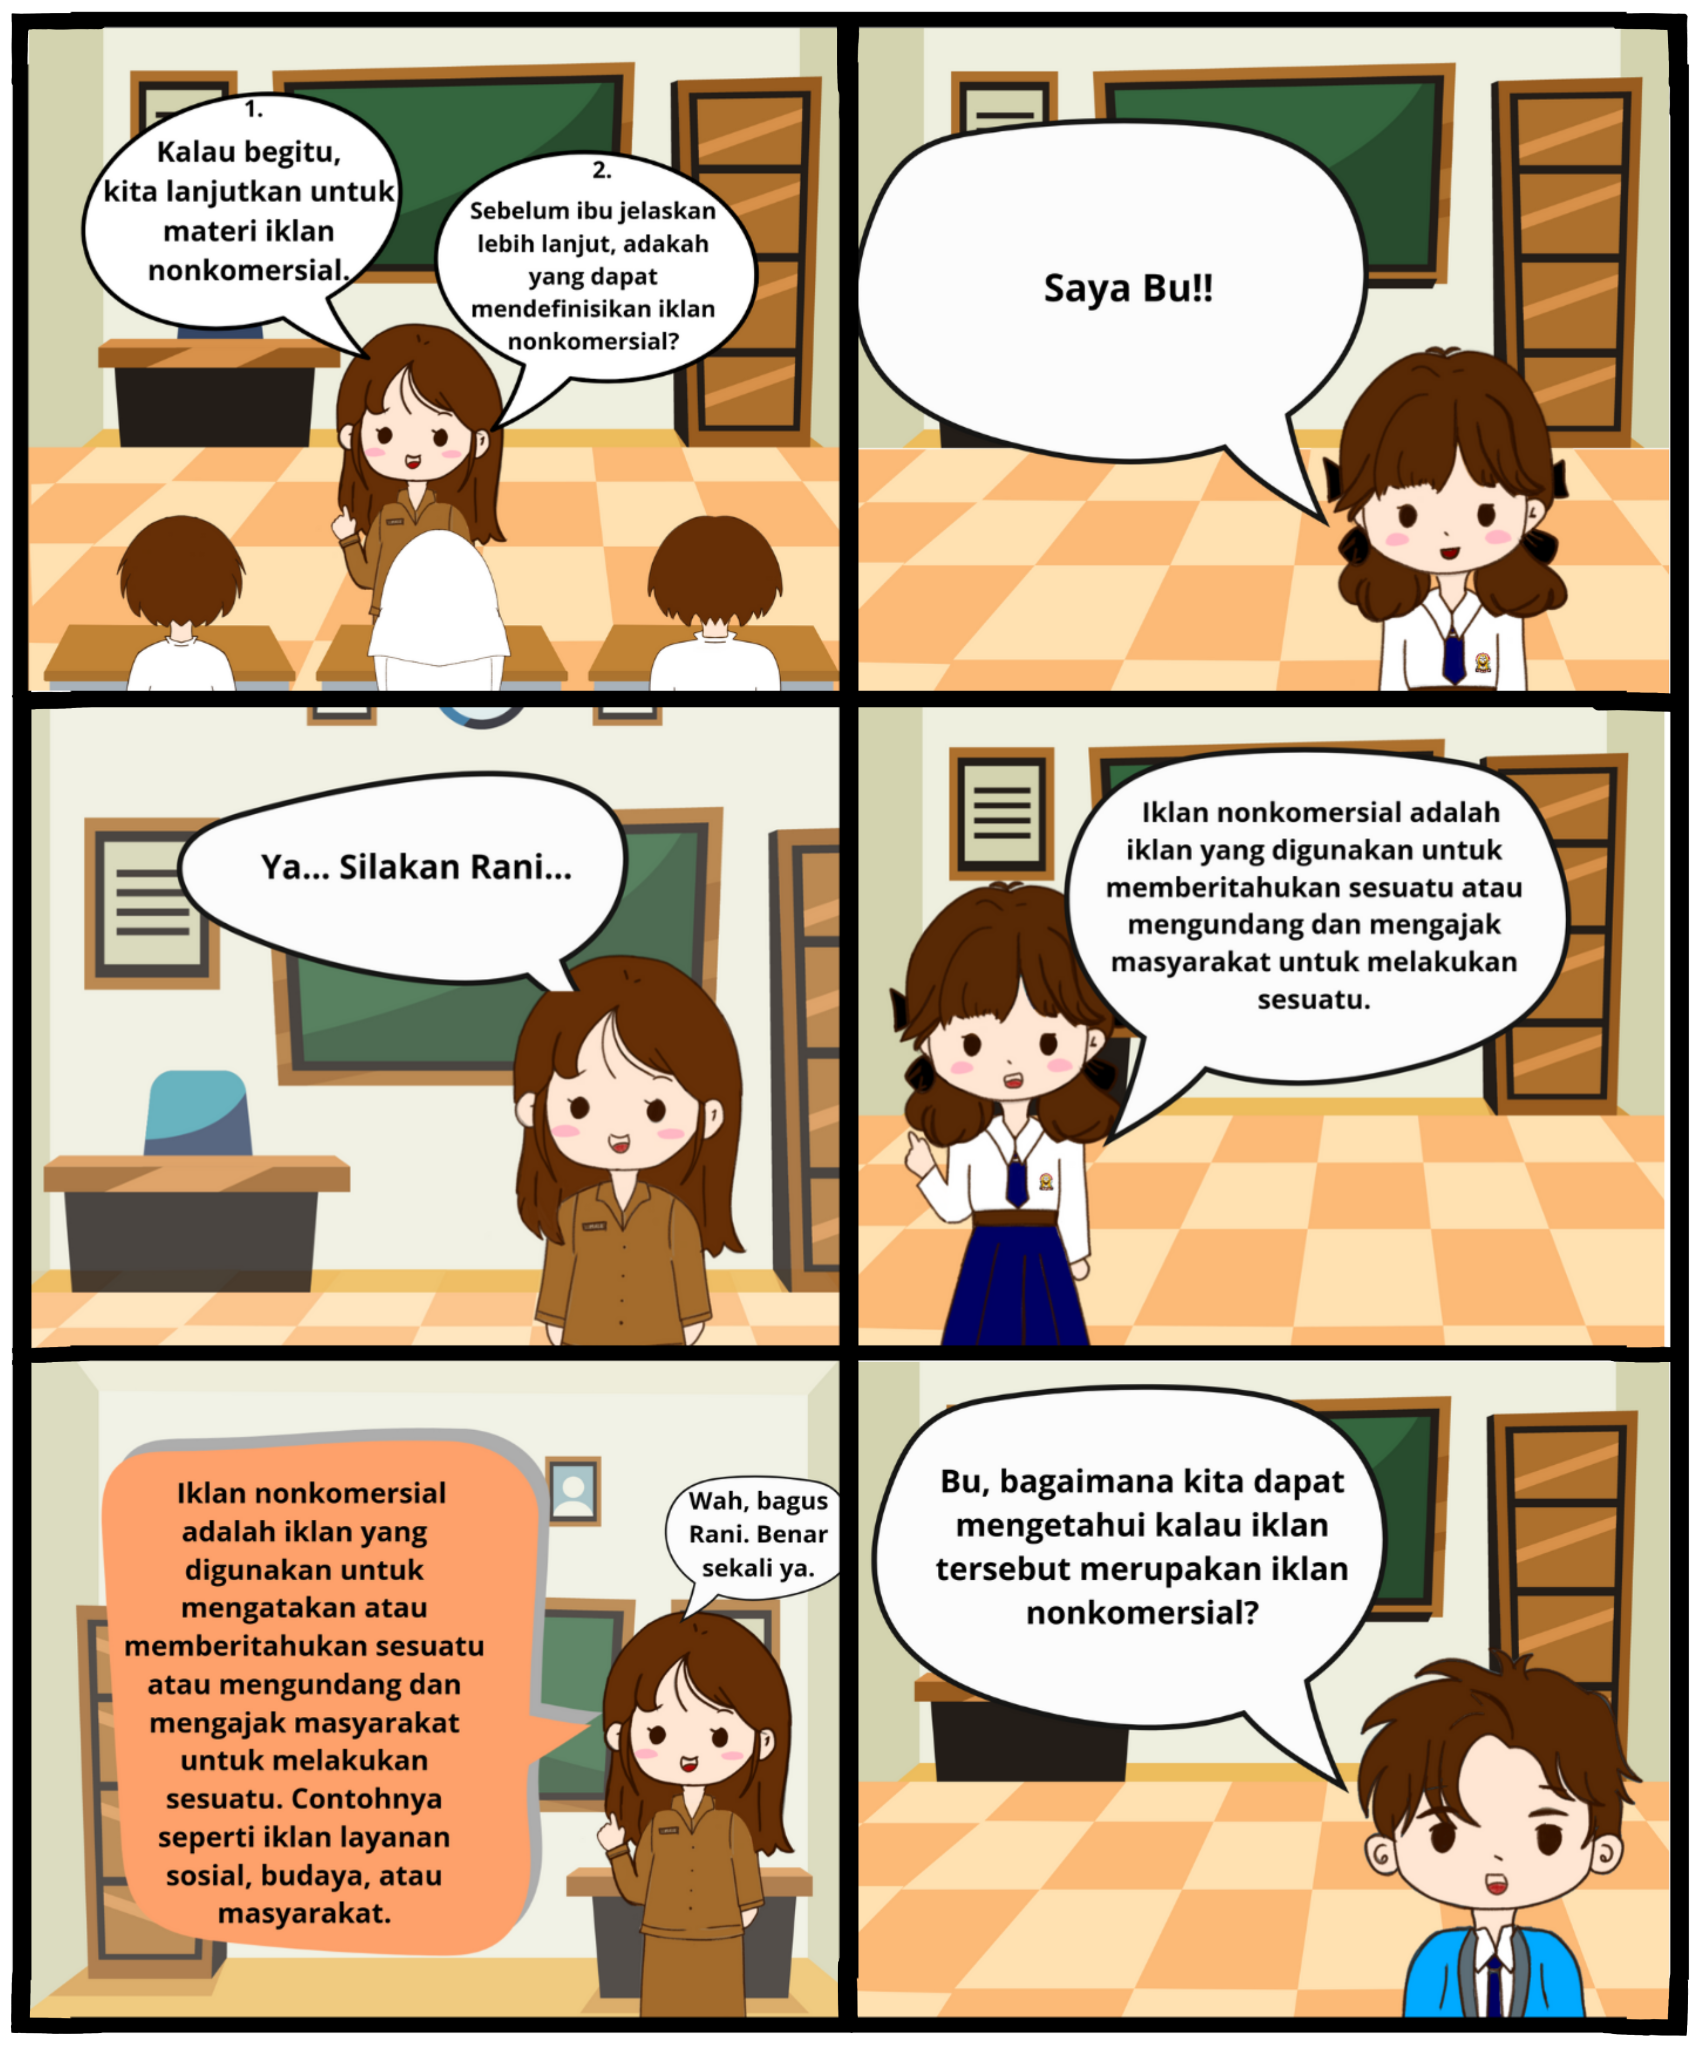 1.
Kalau begitu,
kita lanjutkan untuk
materi iklan
nonkomersial.
2.
Sebelum ibu jelaskan
lebih lanjut, adakah
yang dapat
mendefinisikan iklan
nonkomersial?
Saya Bu!!
Ya... Silakan Rani...
Iklan nonkomersial adalah
iklan yang digunakan untuk
memberitahukan sesuatu atau
mengundang dan mengajak
masyarakat untuk melakukan
sesuatu.
Wah, bagus
Rani. Benar
sekali ya.
Iklan nonkomersial
adalah iklan yang
digunakan untuk
mengatakan atau
memberitahukan sesuatu
atau mengundang dan
mengajak masyarakat
untuk melakukan
sesuatu. Contohnya
seperti iklan layanan
sosial, budaya, atau
masyarakat.
Bu, bagaimana kita dapat
mengetahui kalau iklan
tersebut merupakan iklan
nonkomersial?